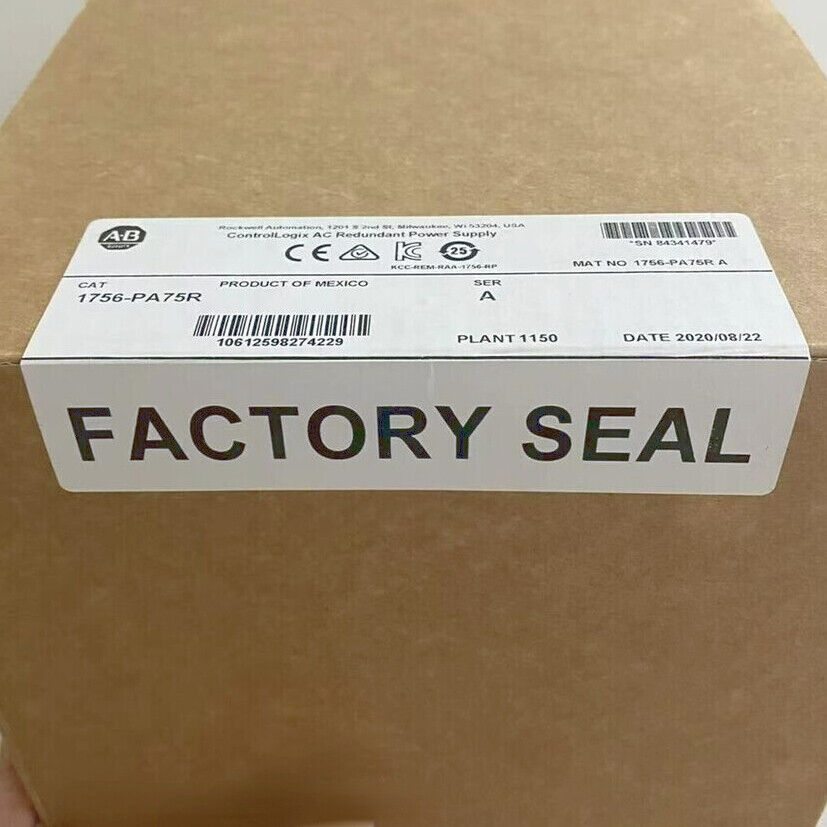 A·B
Rockwell Automation, 1201 S 2nd St, Milwaukee, WI 53204, USA
ControlLogix AC Redundant Power Supply
*SN 84341479*
CE
25
KCC-REM-RAA-1756-RP
MAT NO 1756-PA75R A
CAT
PRODUCT OF MEXICO
SER
1756-PA75R
A
10612598274229
PLANT 1150
DATE 2020/08/22
FACTORY SEAL